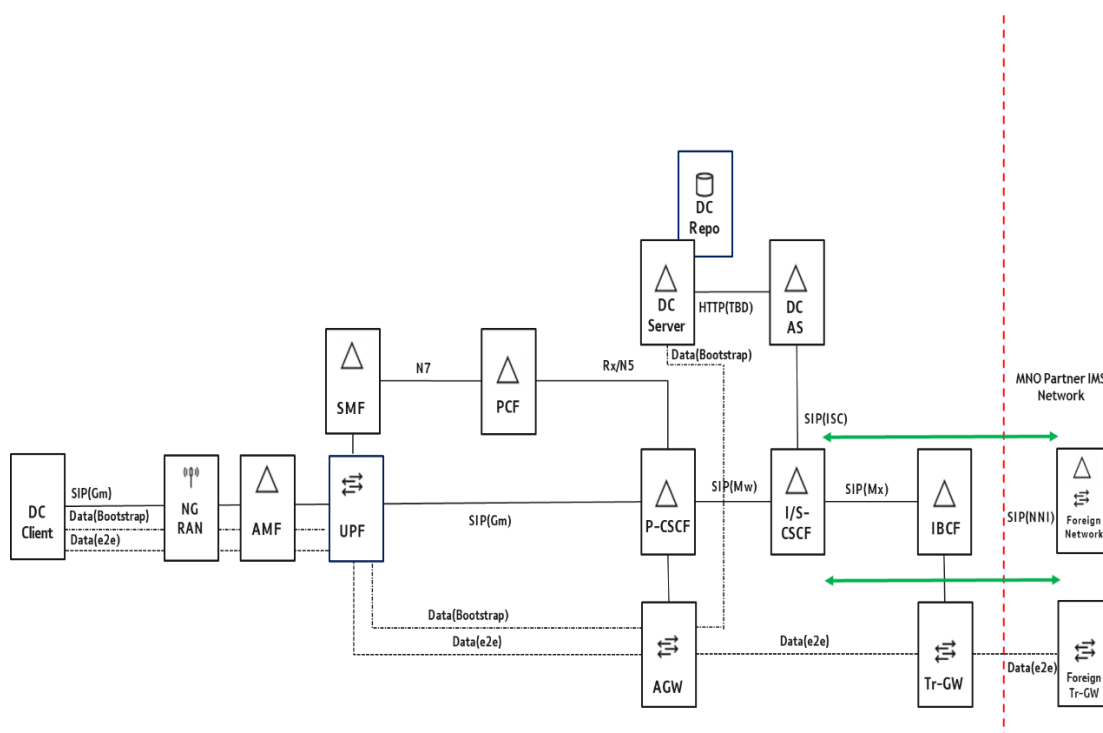 DC
Repo
DC
Server
HTTP(TBD)
DC
AS
Data(Bootstrap)
N7
Rx/N5
SMF
PCF
MNO Partner IMS
Network
SIP(ISC)
DC
Client
SIP(Gm)
Data(Bootstrap)
Data(e2e)
NG
RAN
AMF
UPF
SIP(Gm)
P-CSCF
SIP(Mw)
I/S-
CSCF
SIP(Mx)
IBCF
SIP(NNI)
Foreign
Network
Data(Bootstrap)
Data(e2e)
AGW
Data(e2e)
Tr-GW
Data(e2e)
Foreign
Tr-GW